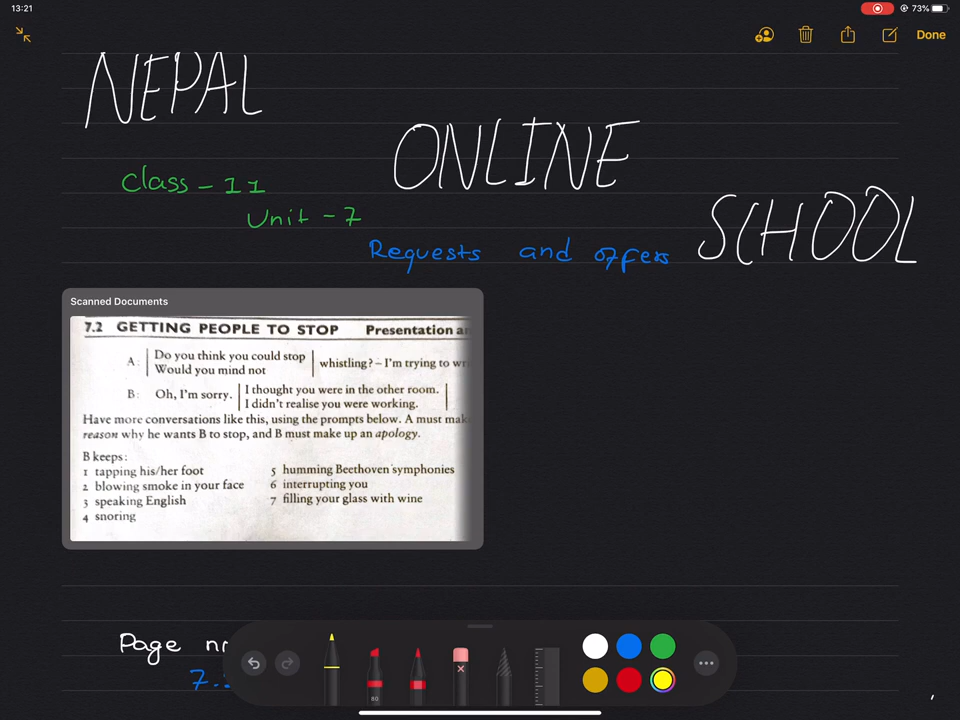 13:21
73%
Done
NEPAL
ONLINE
SCHOOL
Class - 11
Unit - 7
Requests and offers
Scanned Documents
7.2 GETTING PEOPLE TO STOP Presentation
A: Do you think you could stop
Would you mind not
whistling? – I'm trying to
B: Oh, I'm sorry.
I thought you were in the other room.
I didn't realise you were working.
Have more conversations like this, using the prompts below. A must
reason why he wants B to stop, and B must make up an apology.
B keeps:
1 tapping his/her foot
2 blowing smoke in your face
3 speaking English
4 snoring
5 humming Beethoven symphonies
6 interrupting you
7 filling your glass with wine
Page
7.
80